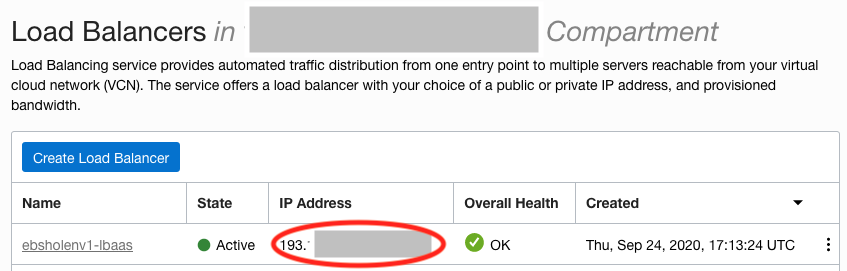 Load Balancers in Compartment
Load Balancing service provides automated traffic distribution from one entry point to multiple servers reachable from your virtual
cloud network (VCN). The service offers a load balancer with your choice of a public or private IP address, and provisioned
bandwidth.
Create Load Balancer
Name State IP Address Overall Health Created
ebsholenv1-lbaas Active 193. OK Thu, Sep 24, 2020, 17:13:24 UTC